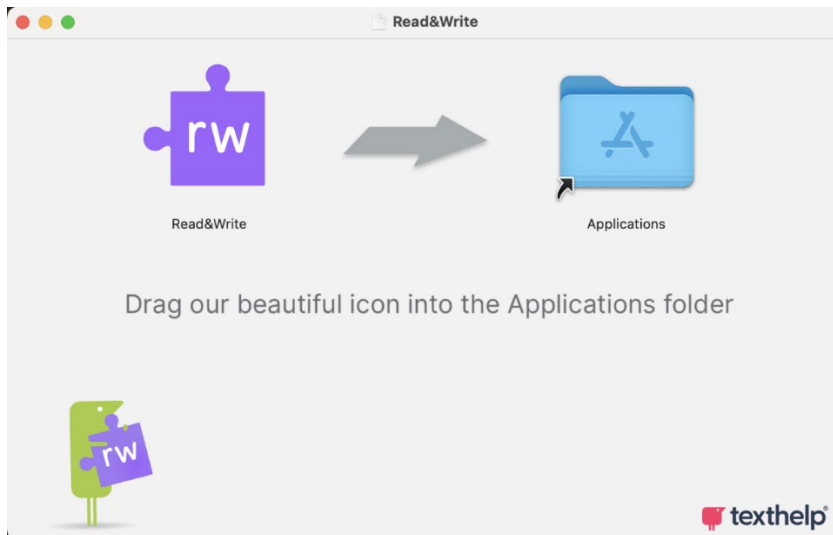 Read&Write
rw
Read&Write
Applications
Drag our beautiful icon into the Applications folder
rw
texthelp